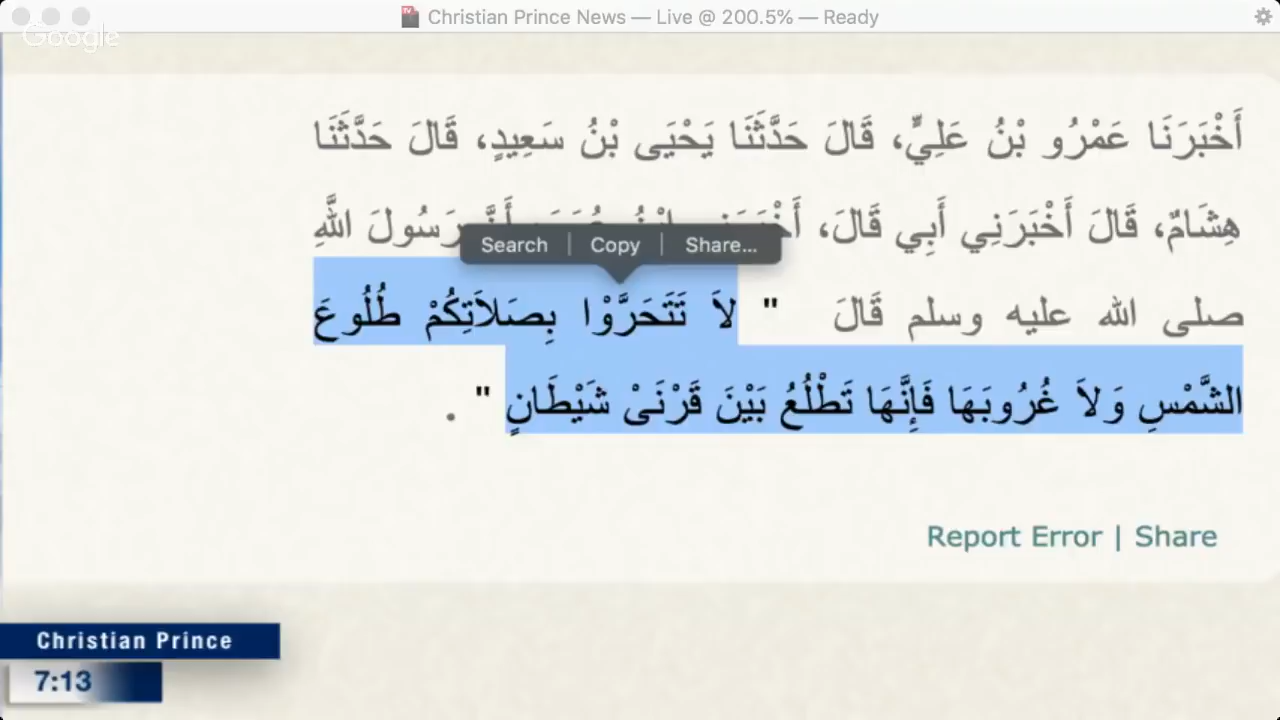 Christian Prince News — Live @ 200.5% — Ready
Google
أَخْبَرَنَا عَمْرُو بْنُ عَلِيٍّ، قَالَ حَدَّثَنَا يَحْيَى بْنُ سَعِيدٍ، قَالَ حَدَّثَنَا
هِشَامٌ، قَالَ أَخْبَرَنِي أَبِي قَالَ، رَسُولَ اللَّهِ
Search | Copy | Share...
صلى الله عليه وسلم قَالَ " لاَ تَتَحَرَّوْا بِصَلاَتِكُمْ طُلُوعَ
الشَّمْسِ وَلاَ غُرُوبَهَا فَإِنَّهَا تَطْلُعُ بَيْنَ قَرْنَىْ شَيْطَانٍ " .
Report Error | Share
Christian Prince
7:13